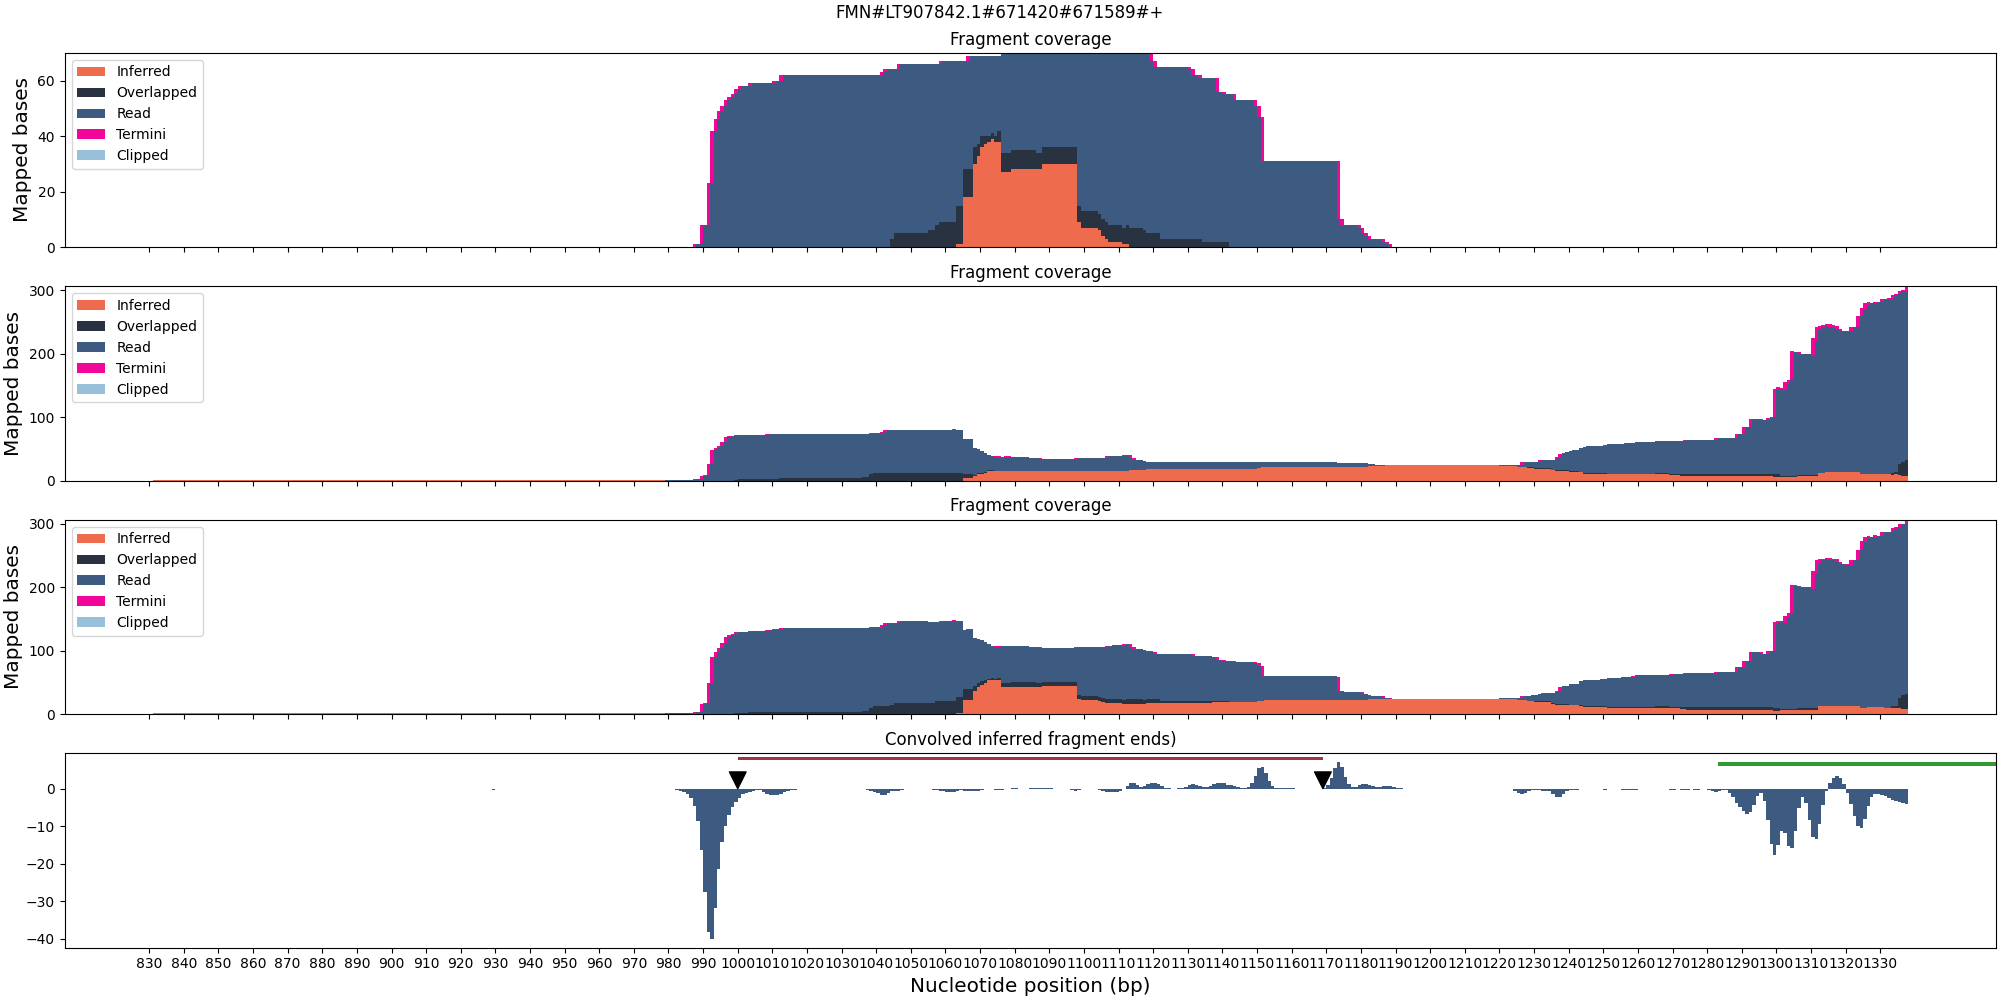 FMN#LT907842.1#671420#671589#+
Fragment coverage
Mapped bases
60
40
20
0
Inferred
Overlapped
Read
Termini
Clipped
Fragment coverage
Mapped bases
300
200
100
0
Inferred
Overlapped
Read
Termini
Clipped
Fragment coverage
Mapped bases
300
200
100
0
Inferred
Overlapped
Read
Termini
Clipped
Convolved inferred fragment ends)
0
−10
−20
−30
−40
830 840 850 860 870 880 890 900 910 920 930 940 950 960 970 980 990 1000 1010 1020 1030 1040 1050 1060 1070 1080 1090 1100 1110 1120 1130 1140 1150 1160 1170 1180 1190 1200 1210 1220 1230 1240 1250 1260 1270 1280 1290 1300 1310 1320 1330
Nucleotide position (bp)